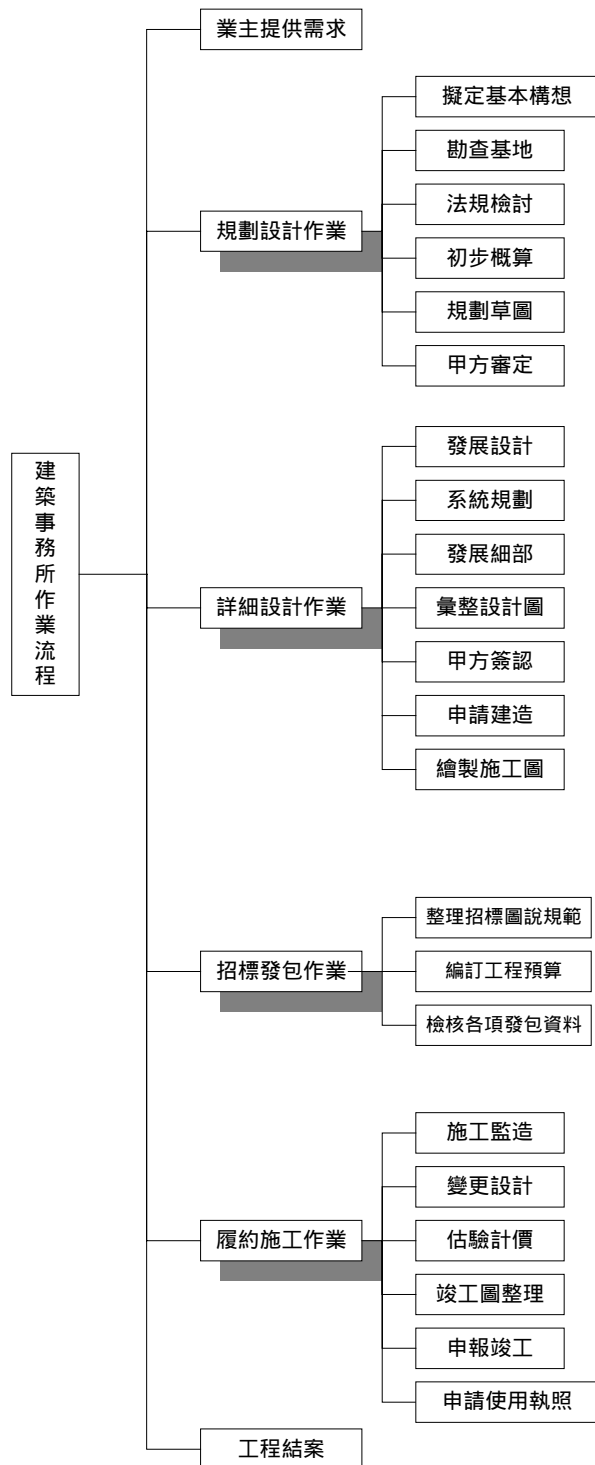 建築事務所作業流程
業主提供需求
規劃設計作業
擬定基本構想
勘查基地
法規檢討
初步概算
規劃草圖
甲方審定
詳細設計作業
發展設計
系統規劃
發展細部
彙整設計圖
甲方簽認
申請建造
繪製施工圖
招標發包作業
整理招標圖說規範
編訂工程預算
檢核各項發包資料
履約施工作業
施工監造
變更設計
估驗計價
竣工圖整理
申報竣工
申請使用執照
工程結案